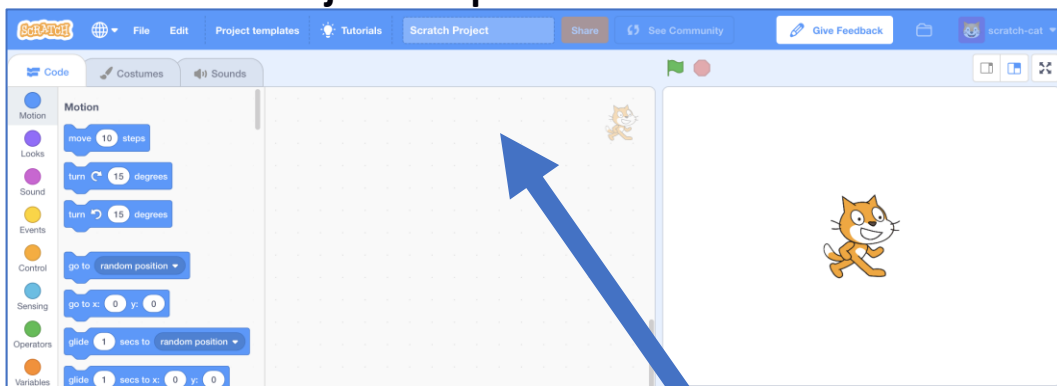 SCRATCH File Edit Project templates Tutorials Scratch Project Share See Community Give Feedback scratch-cat
Code Costumes Sounds
Motion
Looks
Sound
Events
Control
Sensing
Operators
Variables
Motion
move 10 steps
turn 15 degrees
turn 15 degrees
go to random position
go to x: 0 y: 0
glide 1 secs to random position
glide 1 secs to x: 0 y: 0